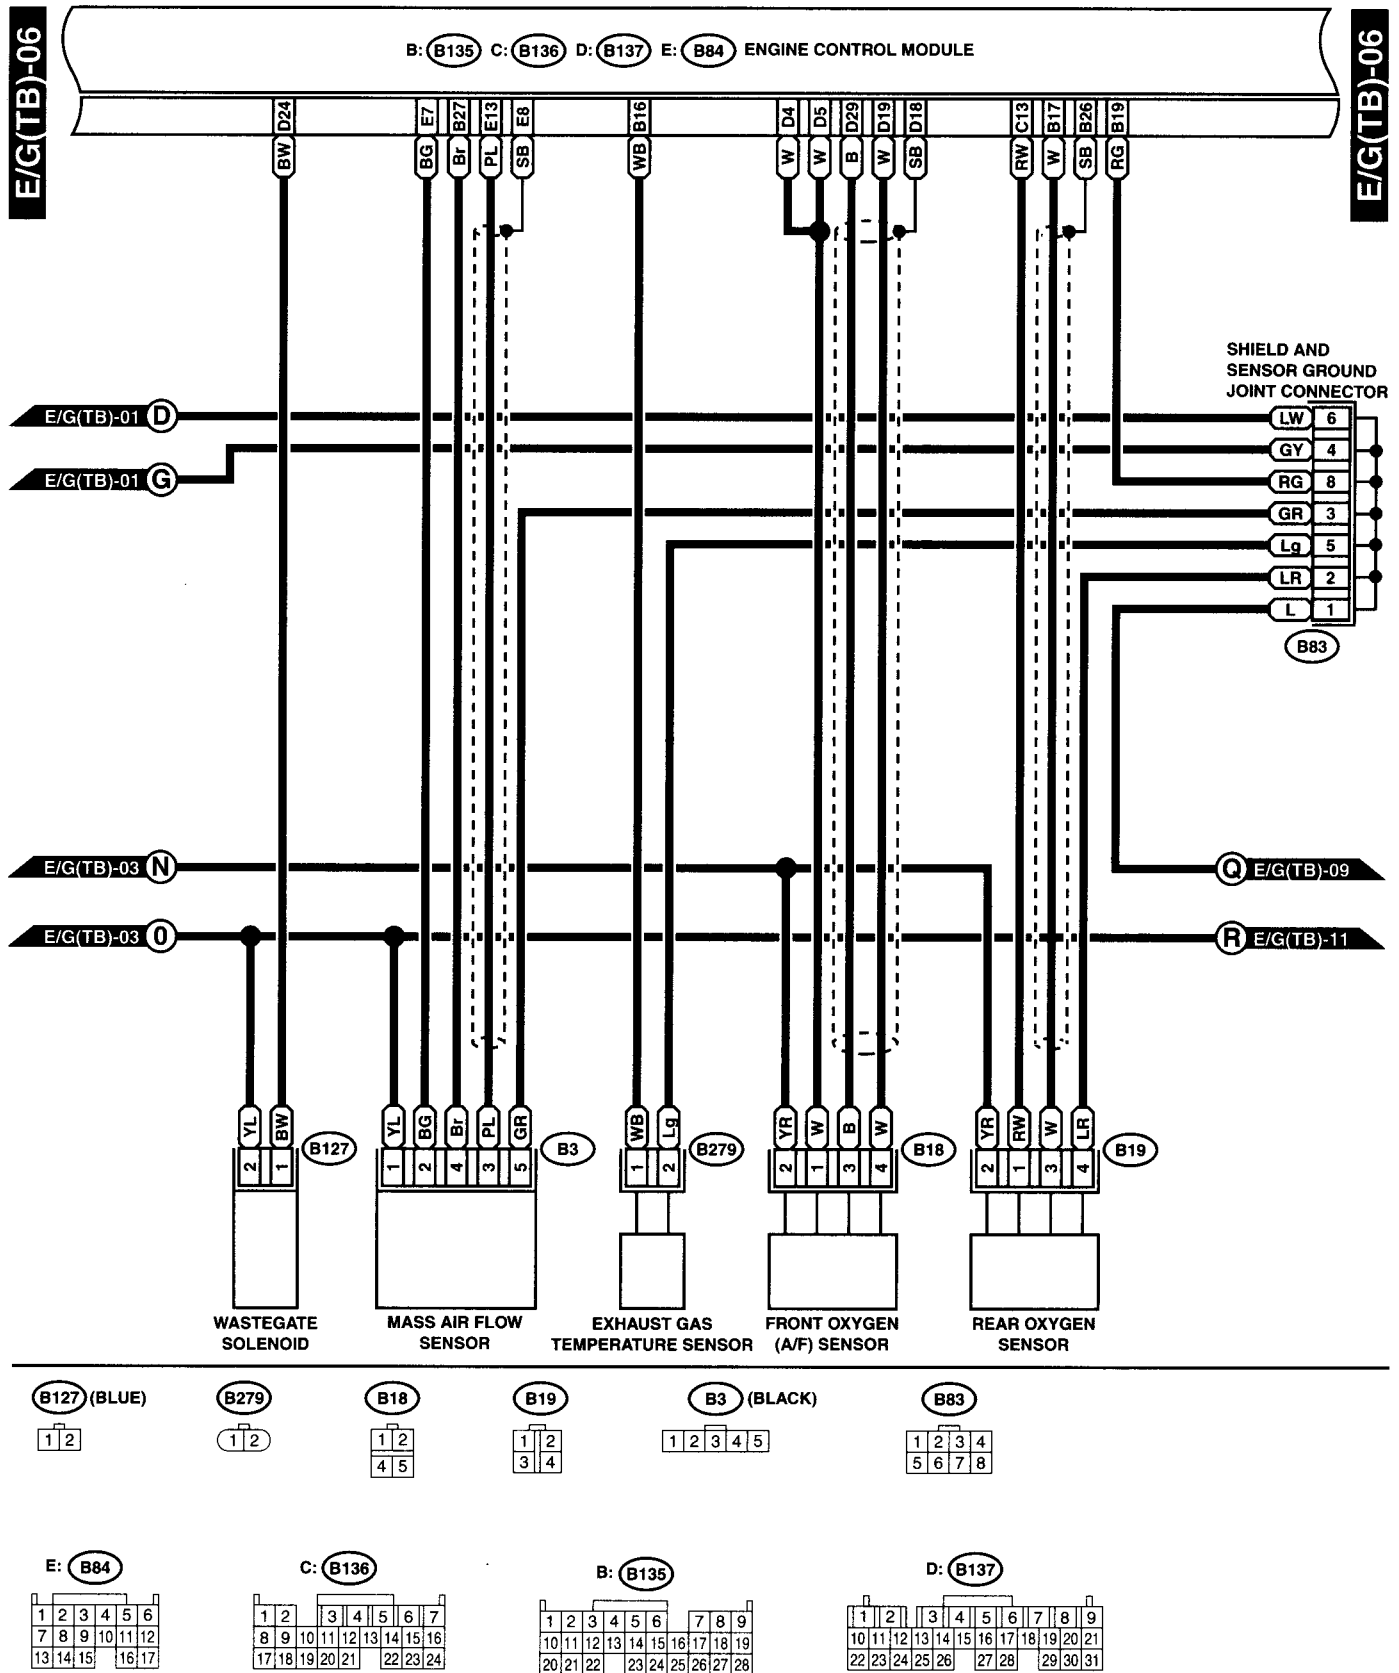 E/G(TB)-06
B: B135 C: B136 D: B137 E: B84 ENGINE CONTROL MODULE
E/G(TB)-06
D24 E7 B27 E13 E8 B16 D4 D5 D29 D19 D18 C13 B17 B26 B19
BW BG Br PL SB WB W W B W SB RW W SB RG
SHIELD AND
SENSOR GROUND
JOINT CONNECTOR
E/G(TB)-01 D
LW 6
GY 4
E/G(TB)-01 G
RG 8
GR 3
Lg 5
LR 2
L 1
B83
E/G(TB)-03 N
Q E/G(TB)-09
E/G(TB)-03 0
R E/G(TB)-11
YL BW YL BG Br PL GR WB Lg YR W B W YR RW W LR
2 1 B127 1 2 4 3 5 B3 1 2 B279 2 1 3 4 B18 2 1 3 4 B19
WASTEGATE
SOLENOID
MASS AIR FLOW
SENSOR
EXHAUST GAS
TEMPERATURE SENSOR
FRONT OXYGEN
(A/F) SENSOR
REAR OXYGEN
SENSOR
B127 (BLUE)
1 2
B279
1 2
B18
1 2
4 5
B19
1 2
3 4
B3 (BLACK)
1 2 3 4 5
B83
1 2 3 4
5 6 7 8
E: B84
1 2 3 4 5 6
7 8 9 10 11 12
13 14 15 16 17
C: B136
1 2 3 4 5 6 7
8 9 10 11 12 13 14 15 16
17 18 19 20 21 22 23 24
B: B135
1 2 3 4 5 6 7 8 9
10 11 12 13 14 15 16 17 18 19
20 21 22 23 24 25 26 27 28
D: B137
1 2 3 4 5 6 7 8 9
10 11 12 13 14 15 16 17 18 19 20 21
22 23 24 25 26 27 28 29 30 31